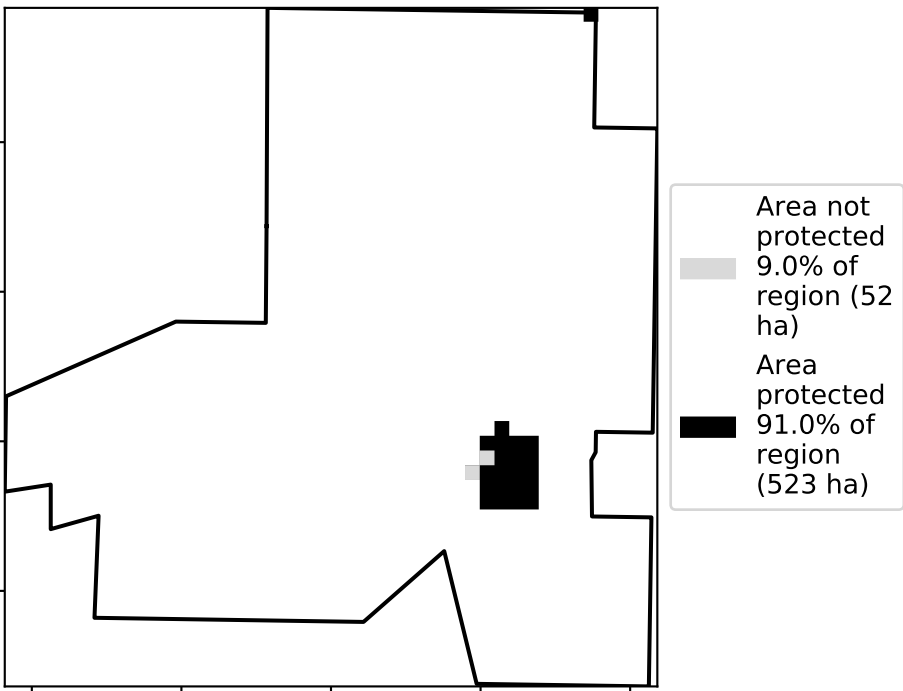 Area not
protected
9.0% of
region (52
ha)
Area
protected
91.0% of
region
(523 ha)